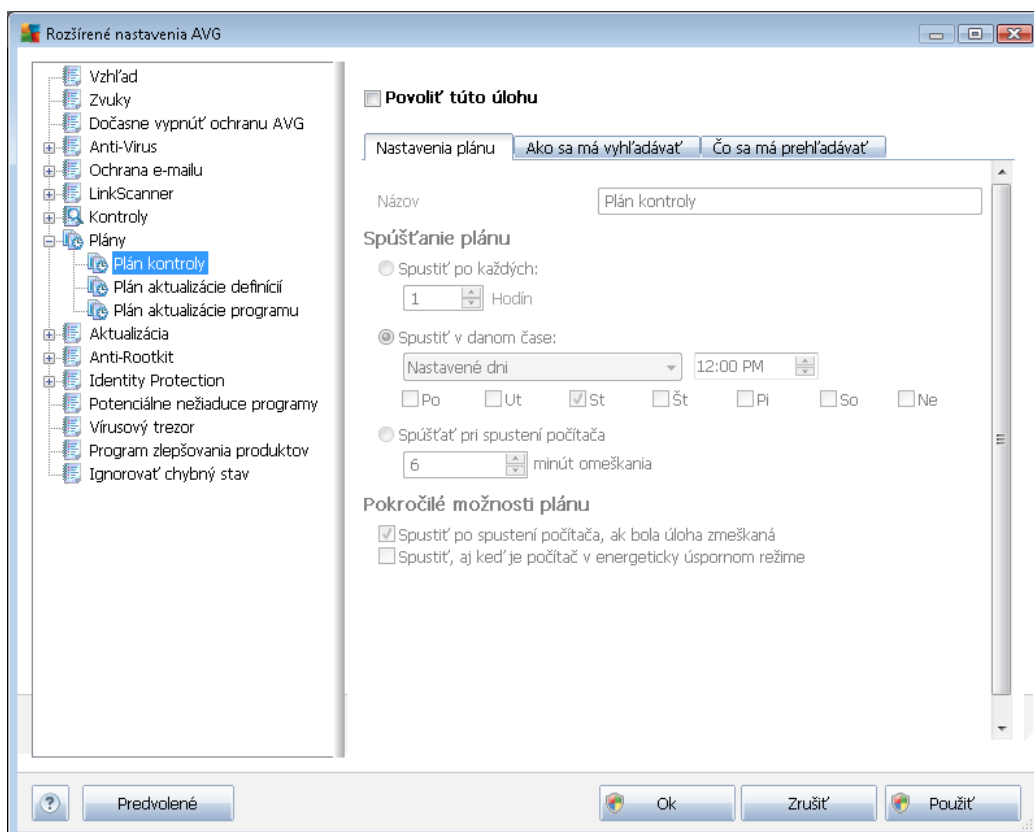 Rozšírené nastavenia AVG
Vzhľad
Zvuky
Dočasne vypnúť ochranu AVG
Anti-Virus
Ochrana e-mailu
LinkScanner
Kontroly
Plány
Plán kontroly
Plán aktualizácie definícií
Plán aktualizácie programu
Aktualizácia
Anti-Rootkit
Identity Protection
Potenciálne nežiaduce programy
Vírusový trezor
Program zlepšovania produktov
Ignorovať chybný stav
Povoliť túto úlohu
Nastavenia plánu Ako sa má vyhľadávať Čo sa má prehľadávať
Názov Plán kontroly
Spúšťanie plánu
Spustiť po každých:
1 Hodín
Spustiť v danom čase:
Nastavené dni 12:00 PM
Po Ut St Št Pi So Ne
Spúšťať pri spustení počítača
6 minút omeškania
Pokročilé možnosti plánu
Spustiť po spustení počítača, ak bola úloha zmeškaná
Spustiť, aj keď je počítač v energeticky úspornom režime
? Predvolené Ok Zrušiť Použiť